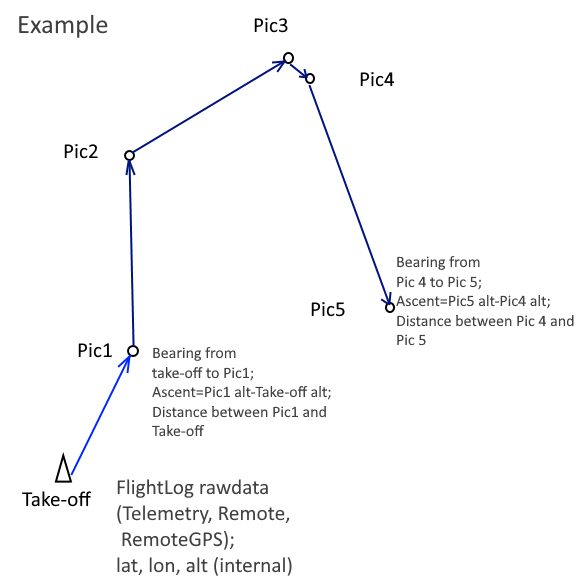 Example
Pic3
Pic4
Pic2
Bearing from
Pic 4 to Pic 5;
Ascent=Pic5 alt-Pic4 alt;
Distance between Pic 4 and
Pic 5
Pic5
Pic1
Bearing from
take-off to Pic1;
Ascent=Pic1 alt-Take-off alt;
Distance between Pic1 and
Take-off
Take-off
FlightLog rawdata
(Telemetry, Remote,
RemoteGPS);
lat, lon, alt (internal)